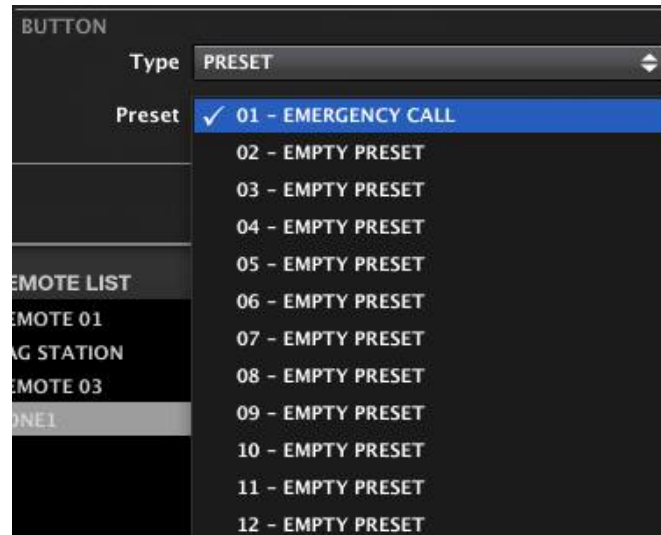 BUTTON
Type PRESET
Preset ✓ 01 – EMERGENCY CALL
02 – EMPTY PRESET
03 – EMPTY PRESET
04 – EMPTY PRESET
05 – EMPTY PRESET
06 – EMPTY PRESET
07 – EMPTY PRESET
08 – EMPTY PRESET
09 – EMPTY PRESET
10 – EMPTY PRESET
11 – EMPTY PRESET
12 – EMPTY PRESET
EMOTE LIST
EMOTE 01
AG STATION
EMOTE 03
ONE1